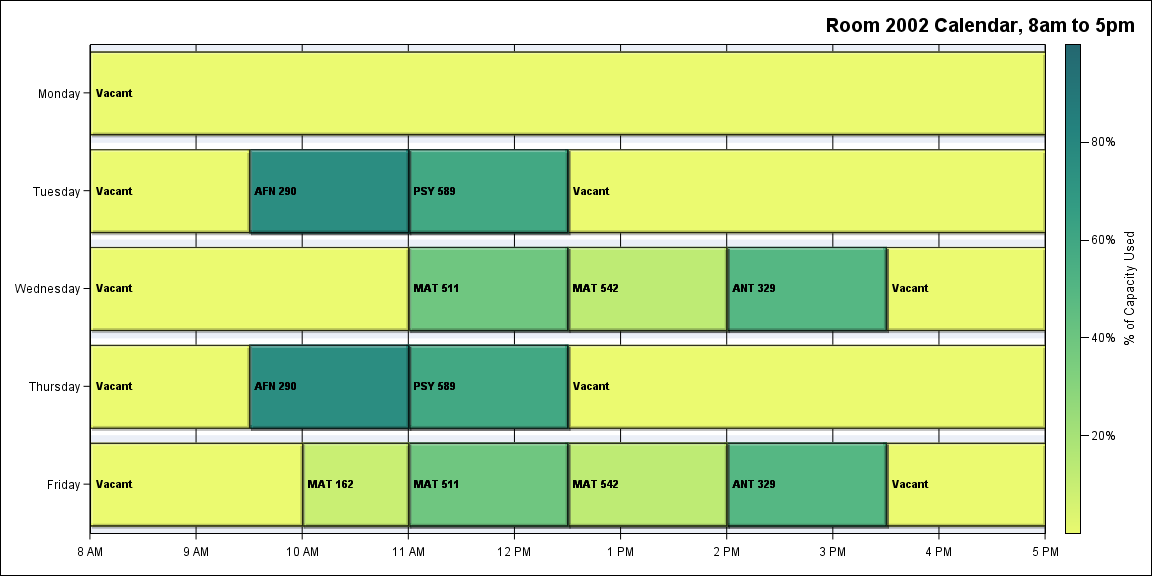 Room 2002 Calendar, 8am to 5pm
Monday
Vacant
Tuesday
Vacant
AFN 290
PSY 589
Vacant
Wednesday
Vacant
MAT 511
MAT 542
ANT 329
Vacant
Thursday
Vacant
AFN 290
PSY 589
Vacant
Friday
Vacant
MAT 162
MAT 511
MAT 542
ANT 329
Vacant
8 AM
9 AM
10 AM
11 AM
12 PM
1 PM
2 PM
3 PM
4 PM
5 PM
80%
60%
40%
20%
% of Capacity Used